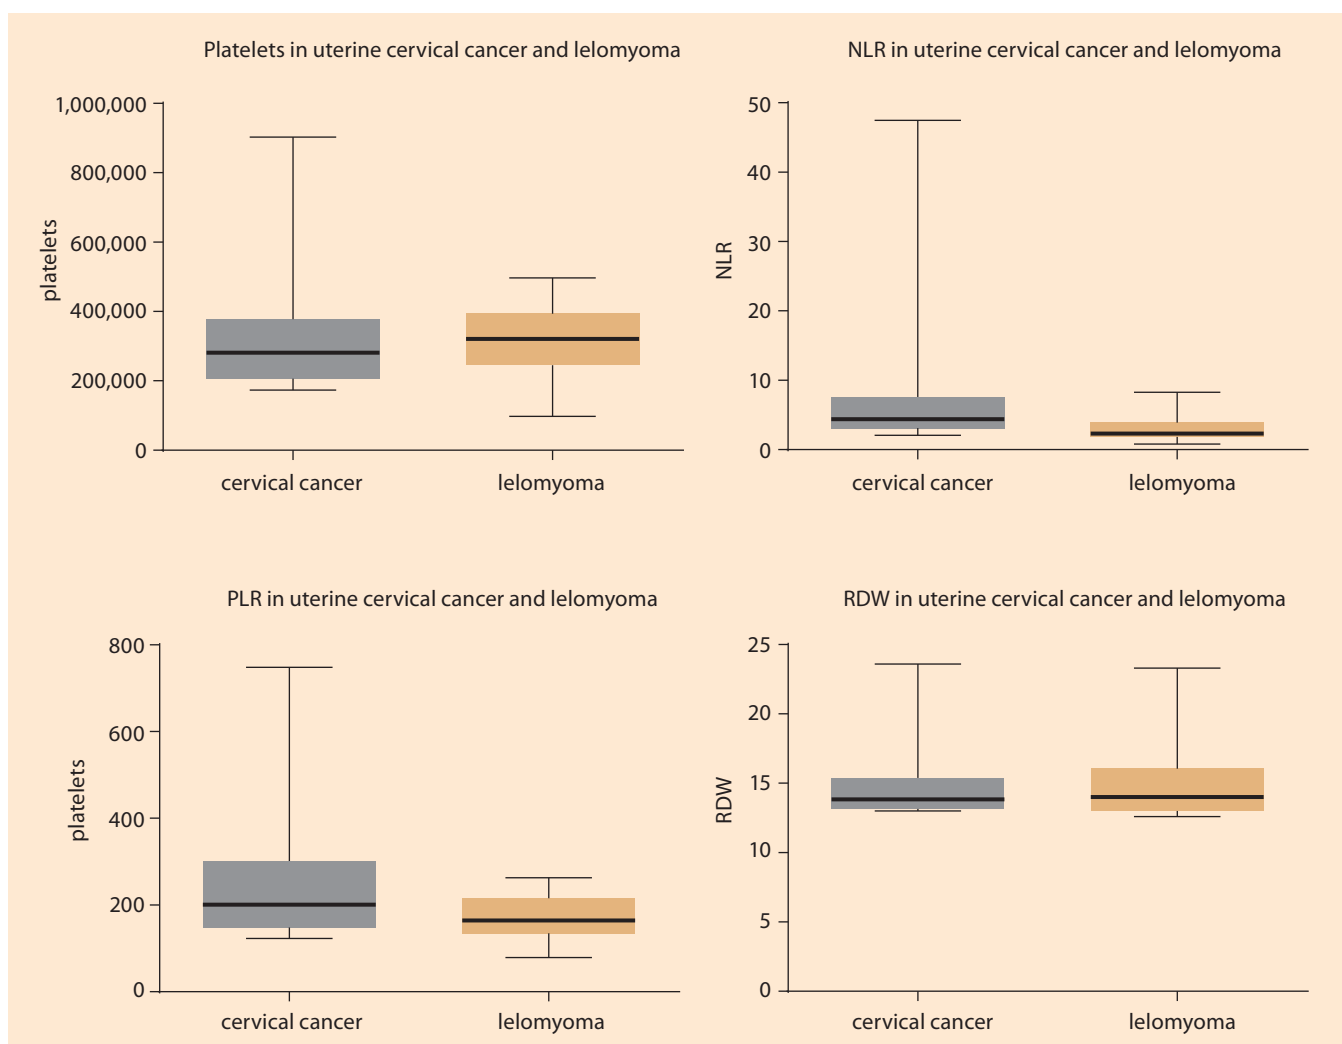 Platelets in uterine cervical cancer and lelomyoma
1,000,000
800,000
600,000
400,000
200,000
0
platelets
cervical cancer
lelomyoma
NLR in uterine cervical cancer and lelomyoma
50
40
30
20
10
0
NLR
cervical cancer
lelomyoma
PLR in uterine cervical cancer and lelomyoma
800
600
400
200
0
platelets
cervical cancer
lelomyoma
RDW in uterine cervical cancer and lelomyoma
25
20
15
10
5
0
RDW
cervical cancer
lelomyoma